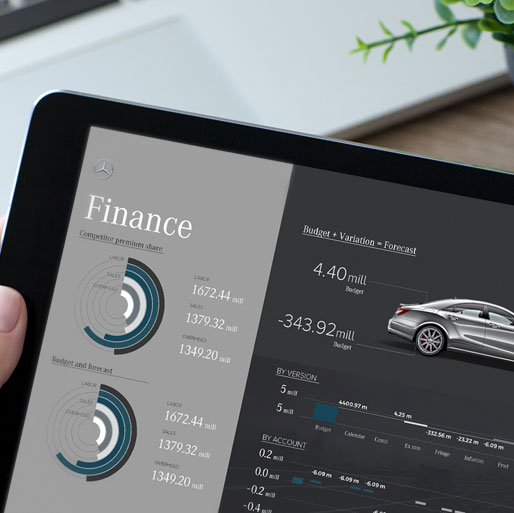 Finance
Competitor premium share
LABOR
SALES
OVERHEAD
LABOR
1672.44 mill
SALES
1379.32 mill
OVERHEAD
1349.20 mill
Budget and forecast
LABOR
SALES
OVERHEAD
LABOR
1672.44 mill
SALES
1379.32 mill
OVERHEAD
1349.20 mill
Budget + Variation = Forecast
4.40 mill
Budget
-343.92 mill
Budget
BY VERSION
5 mill
5 mill
4400.97 m
4.25 m
-332.56 m
-23.22 m
-6.09 m
Budget
Calendar
Inflation
BY ACCOUNT
0.2 mill
0.0 mill
-0.2 mill
-0.4 mill
-6.09 m
-6.09 m
-6.09 m